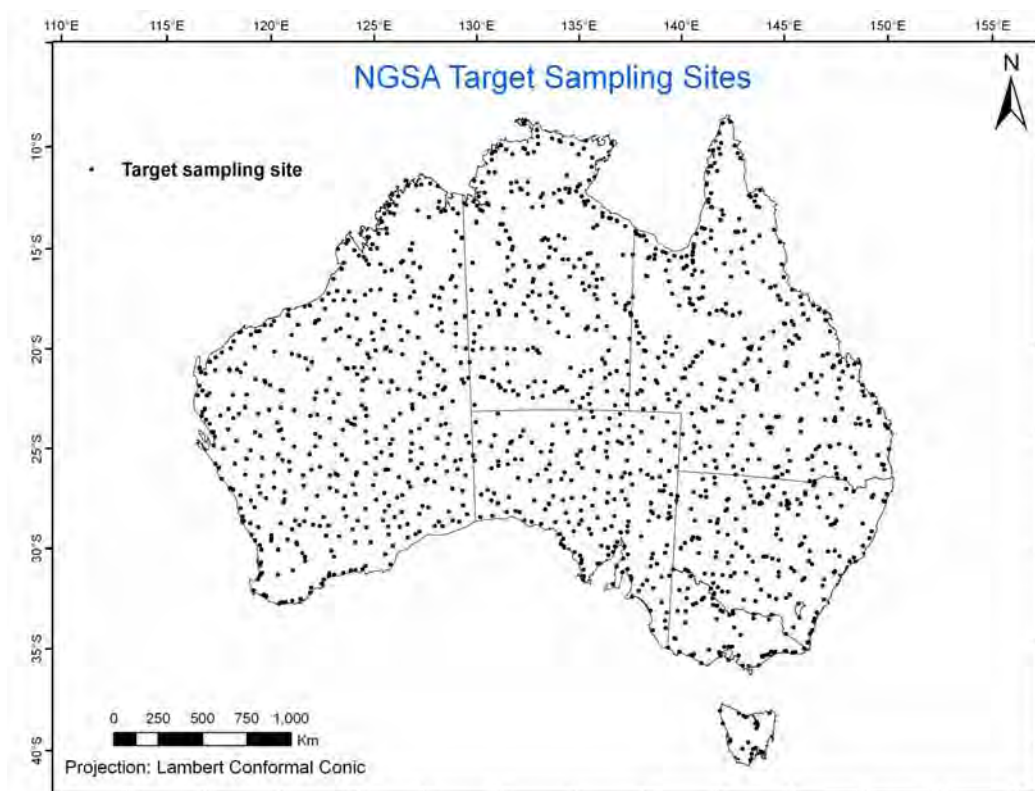 110°E 115°E 120°E 125°E 130°E 135°E 140°E 145°E 150°E 155°E
NGSA Target Sampling Sites
N
10°S
Target sampling site
15°S
20°S
25°S
30°S
35°S
0 250 500 750 1,000
Km
40°S
Projection: Lambert Conformal Conic